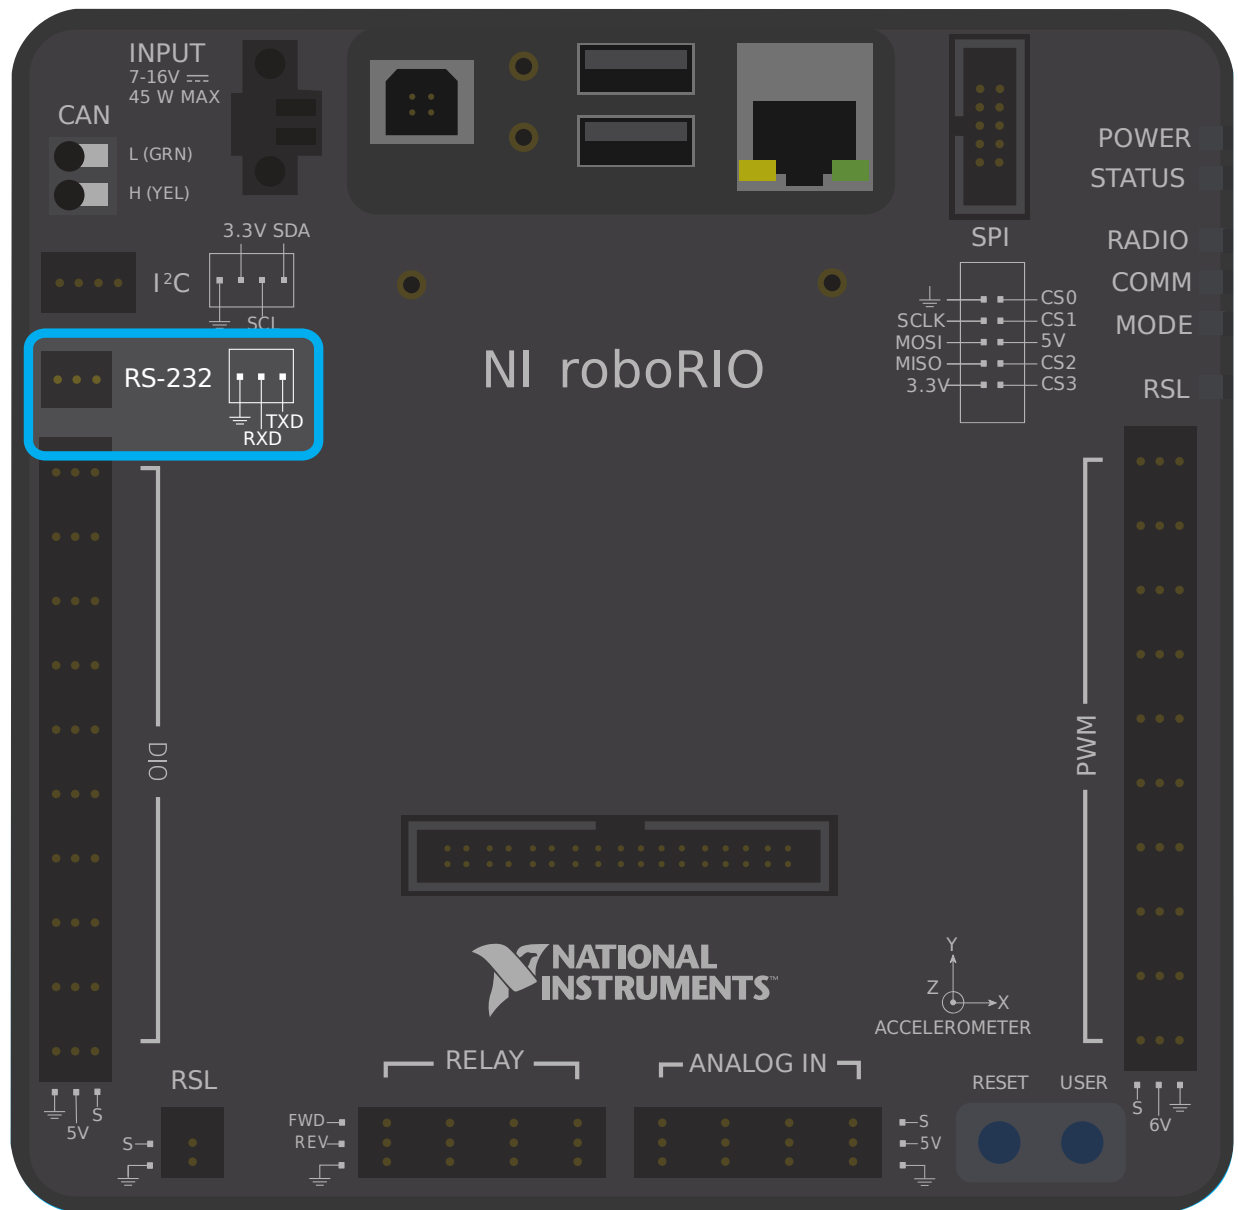 INPUT
7-16V
45 W MAX
CAN
L (GRN)
H (YEL)
3.3V SDA
I²C
SCL
RS-232
TXD
RXD
NI roboRIO
SPI
CS0
SCLK
CS1
MOSI
5V
MISO
CS2
3.3V
CS3
POWER
STATUS
RADIO
COMM
MODE
RSL
DIO
PWM
NATIONAL
INSTRUMENTS™
Y
Z
X
ACCELEROMETER
S
5V
RSL
S
RELAY
FWD
REV
ANALOG IN
S
5V
RESET
USER
S
6V